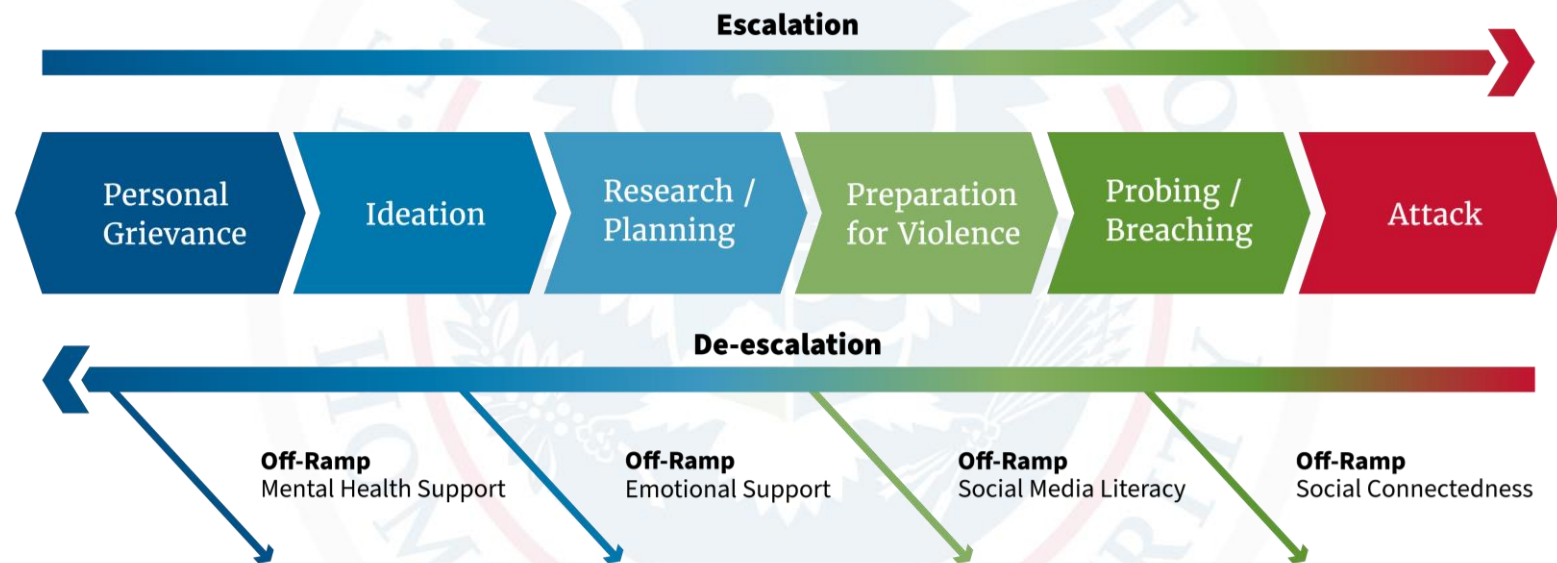 Escalation
Personal
Grievance
Ideation
Research /
Planning
Preparation
for Violence
Probing /
Breaching
Attack
De-escalation
Off-Ramp
Mental Health Support
Off-Ramp
Emotional Support
Off-Ramp
Social Media Literacy
Off-Ramp
Social Connectedness